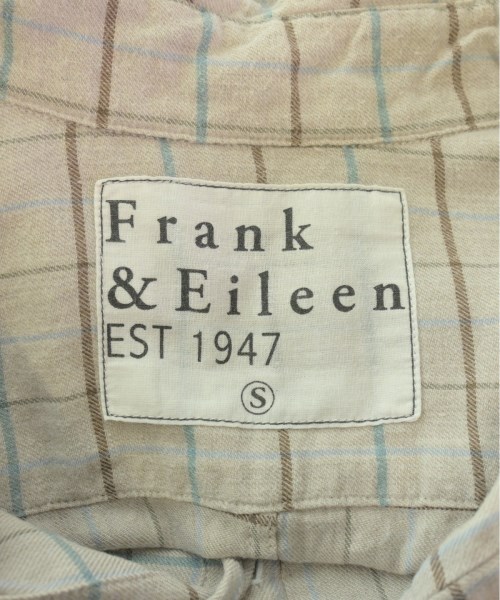 Frank
& Eileen
EST 1947
S